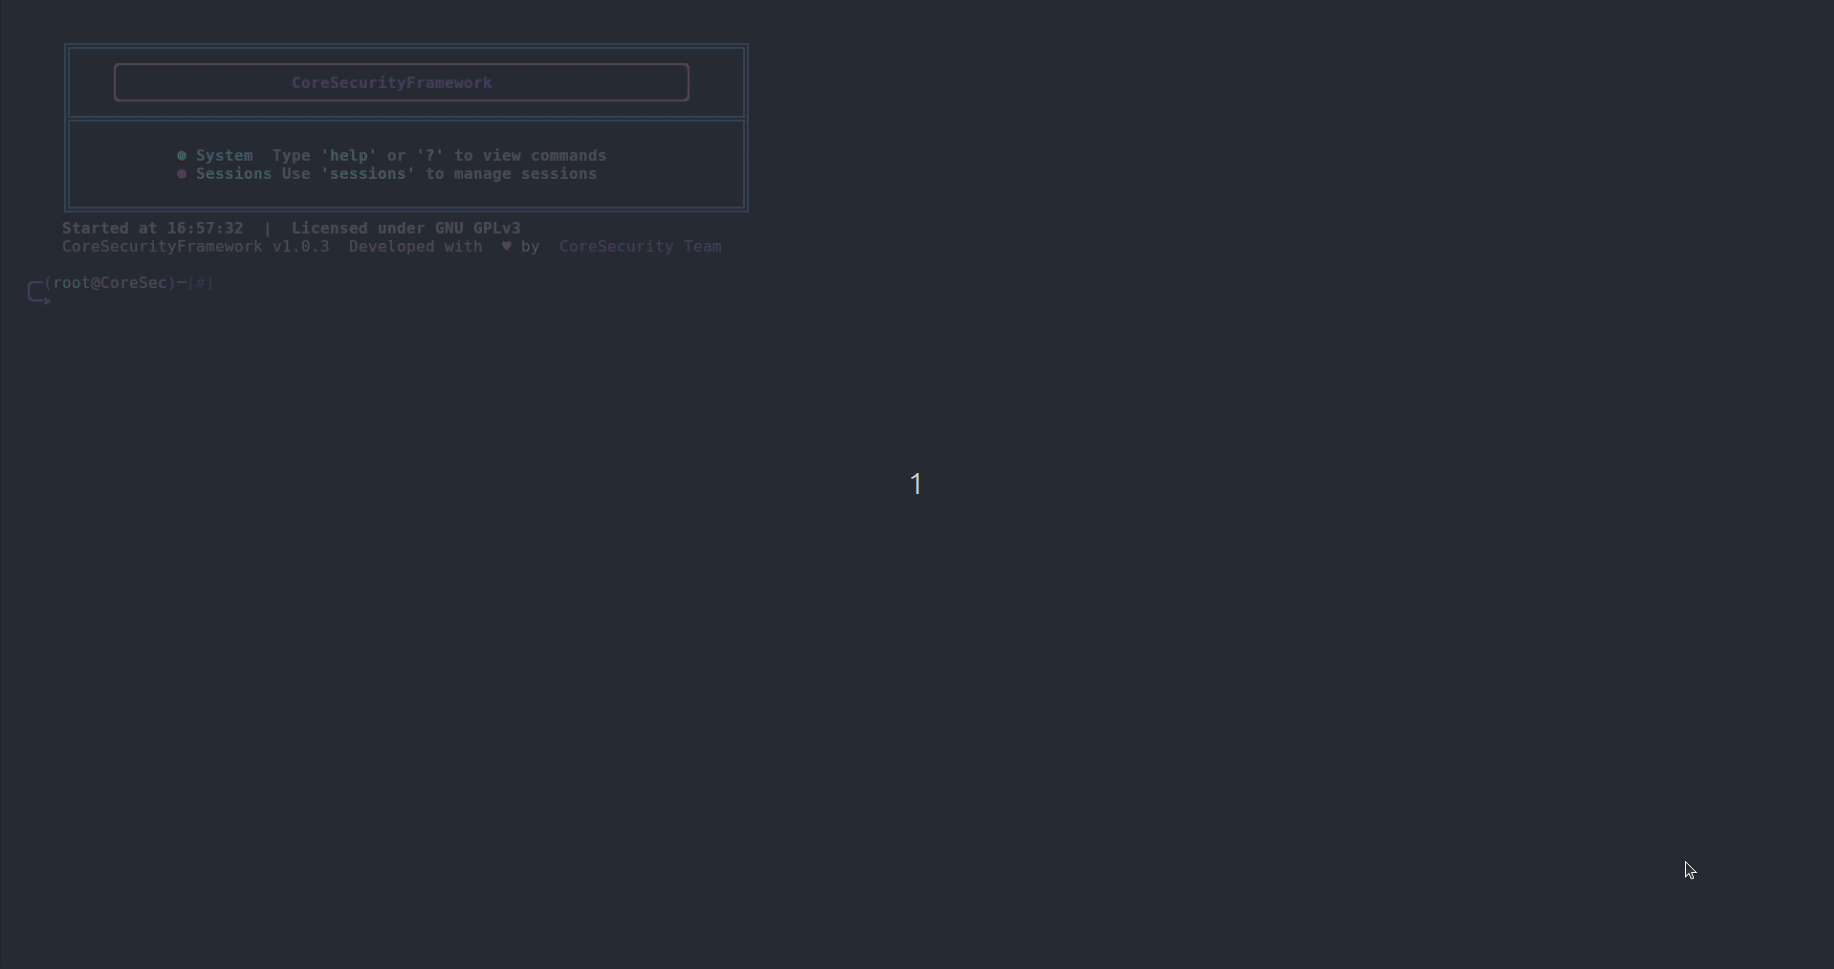 CoreSecurityFramework
● System  Type 'help' or '?' to view commands
● Sessions Use 'sessions' to manage sessions
Started at 16:57:32  |  Licensed under GNU GPLv3
CoreSecurityFramework v1.0.3  Developed with  ♥ by  CoreSecurity Team
(root@CoreSec)-[#]
1